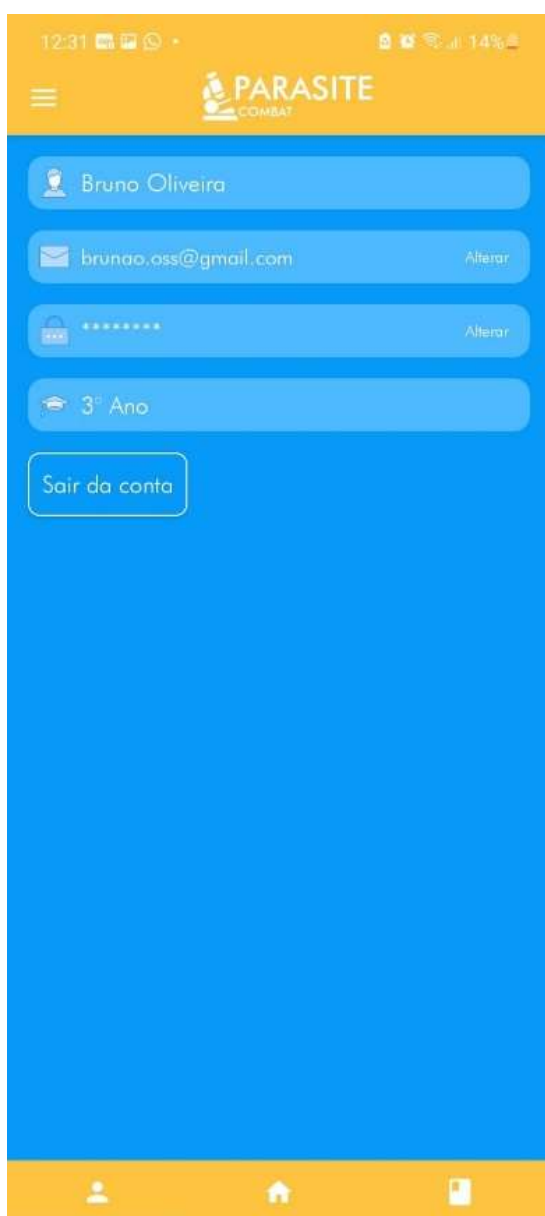 12:31
14%
PARASITE
COMBAT
Bruno Oliveira
brunao.oss@gmail.com Alterar
******** Alterar
3° Ano
Sair da conta